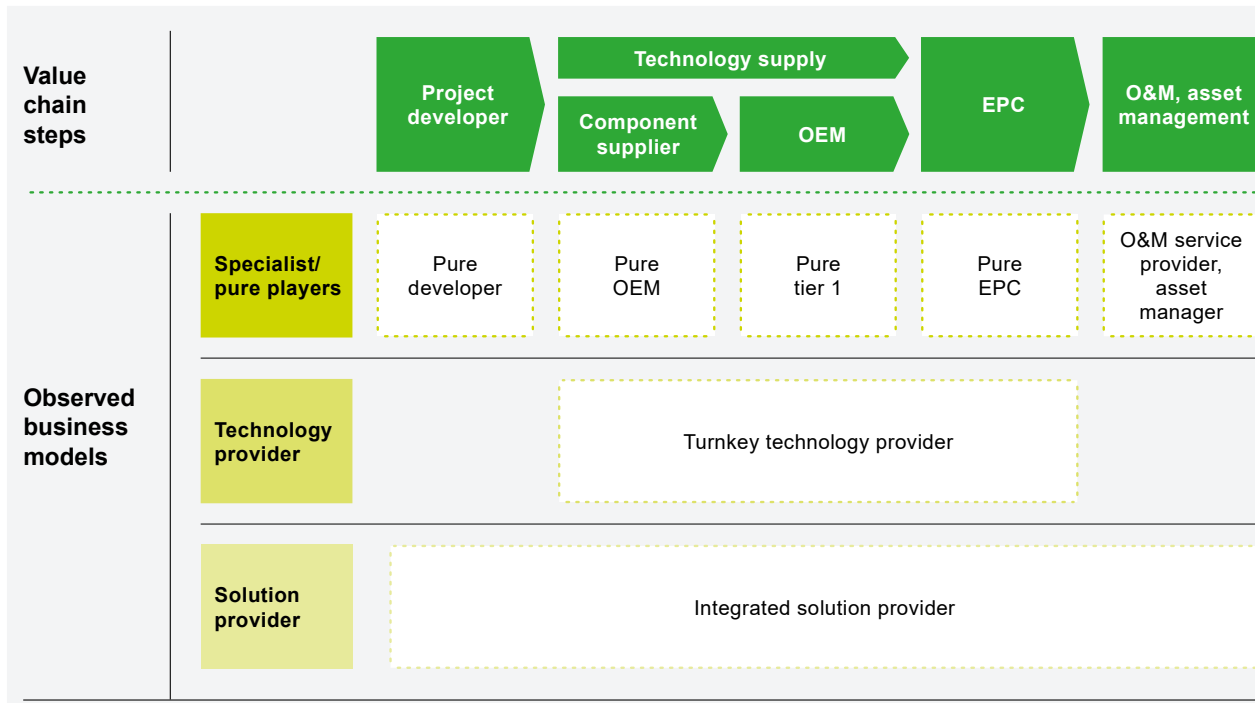 Value
chain
steps
Project
developer
Technology supply
Component
supplier
OEM
EPC
O&M, asset
management
Observed
business
models
Specialist/
pure players
Pure
developer
Pure
OEM
Pure
tier 1
Pure
EPC
O&M service
provider,
asset
manager
Technology
provider
Turnkey technology provider
Solution
provider
Integrated solution provider